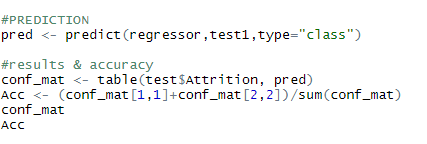 #PREDICTION
pred <- predict(regressor,test1,type="class")
#results & accuracy
conf_mat <- table(test$Attrition, pred)
Acc <- (conf_mat[1,1]+conf_mat[2,2])/sum(conf_mat)
conf_mat
Acc